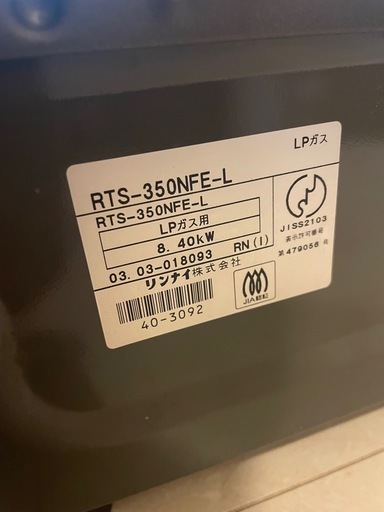 LPガス
RTS-350NFE-L
RTS-350NFE-L
LPガス用
8.40kW
03.03-018093 RN(I)
リンナイ株式会社
40-3092
JIA認証
JISS2103
表示許可番号
第479056号